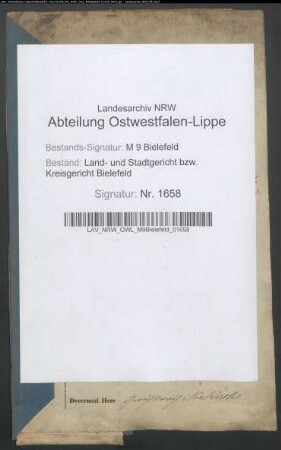 Landesarchiv NRW
Abteilung Ostwestfalen-Lippe
Bestands-Signatur: M 9 Bielefeld
Bestand: Land- und Stadtgericht bzw.
Kreisgericht Bielefeld
Signatur: Nr. 1658
LAV_NRW_OWL_M9Bielefeld_01658
Decernent Herr